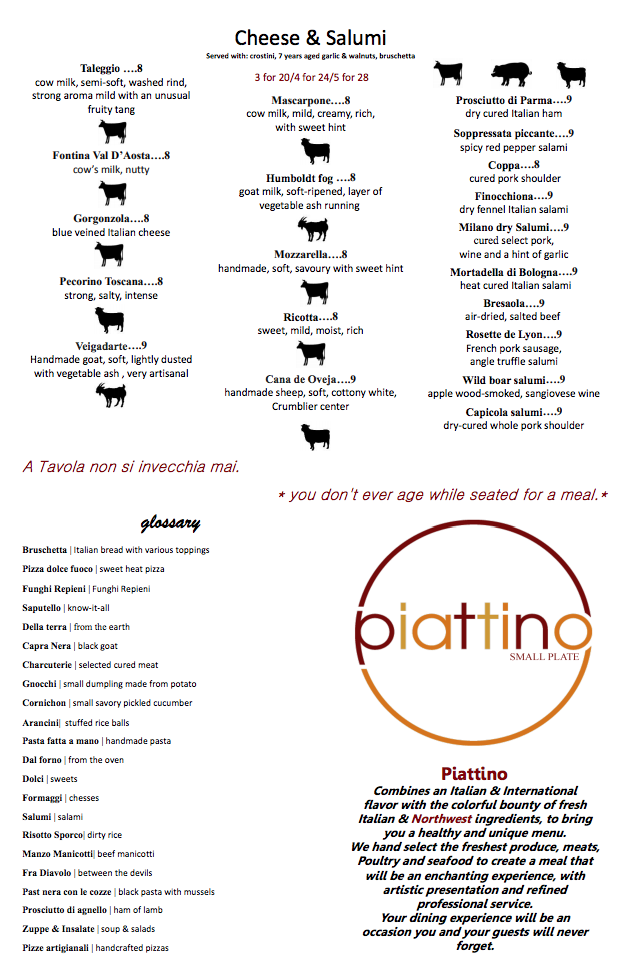 Cheese & Salumi
Served with: crostini, 7 years aged garlic & walnuts, bruschetta
3 for 20/4 for 24/5 for 28
Taleggio ....8
cow milk, semi-soft, washed rind,
strong aroma mild with an unusual
fruity tang
Fontina Val D'Aosta....8
cow's milk, nutty
Gorgonzola....8
blue veined Italian cheese
Pecorino Toscana....8
strong, salty, intense
Veigadarte....9
Handmade goat, soft, lightly dusted
with vegetable ash , very artisanal
Mascarpone....8
cow milk, mild, creamy, rich,
with sweet hint
Humboldt fog ....8
goat milk, soft-ripened, layer of
vegetable ash running
Mozzarella....8
handmade, soft, savoury with sweet hint
Ricotta....8
sweet, mild, moist, rich
Cana de Oveja....9
handmade sheep, soft, cottony white,
Crumblier center
Prosciutto di Parma....9
dry cured Italian ham
Soppressata piccante....9
spicy red pepper salami
Coppa....8
cured pork shoulder
Finocchiona....9
dry fennel Italian salami
Milano dry Salumi....9
cured select pork,
wine and a hint of garlic
Mortadella di Bologna....9
heat cured Italian salami
Bresaola....9
air-dried, salted beef
Rosette de Lyon....9
French pork sausage,
angle truffle salumi
Wild boar salumi....9
apple wood-smoked, sangiovese wine
Capicola salumi....9
dry-cured whole pork shoulder
A Tavola non si invecchia mai.
* you don't ever age while seated for a meal.*
glossary
Bruschetta | Italian bread with various toppings
Pizza dolce fuoco | sweet heat pizza
Funghi Repieni | Funghi Repieni
Saputello | know-it-all
Della terra | from the earth
Capra Nera | black goat
Charcuterie | selected cured meat
Gnocchi | small dumpling made from potato
Cornichon | small savory pickled cucumber
Arancini| stuffed rice balls
Pasta fatta a mano | handmade pasta
Dal forno | from the oven
Dolci | sweets
Formaggi | chesses
Salumi | salami
Risotto Sporco| dirty rice
Manzo Manicotti| beef manicotti
Fra Diavolo | between the devils
Past nera con le cozze | black pasta with mussels
Prosciutto di agnello | ham of lamb
Zuppe & Insalate | soup & salads
Pizze artigianali | handcrafted pizzas
piattino
SMALL PLATE
Piattino
Combines an Italian & International
flavor with the colorful bounty of fresh
Italian & Northwest ingredients, to bring
you a healthy and unique menu.
We hand select the freshest produce, meats,
Poultry and seafood to create a meal that
will be an enchanting experience, with
artistic presentation and refined
professional service.
Your dining experience will be an
occasion you and your guests will never
forget.